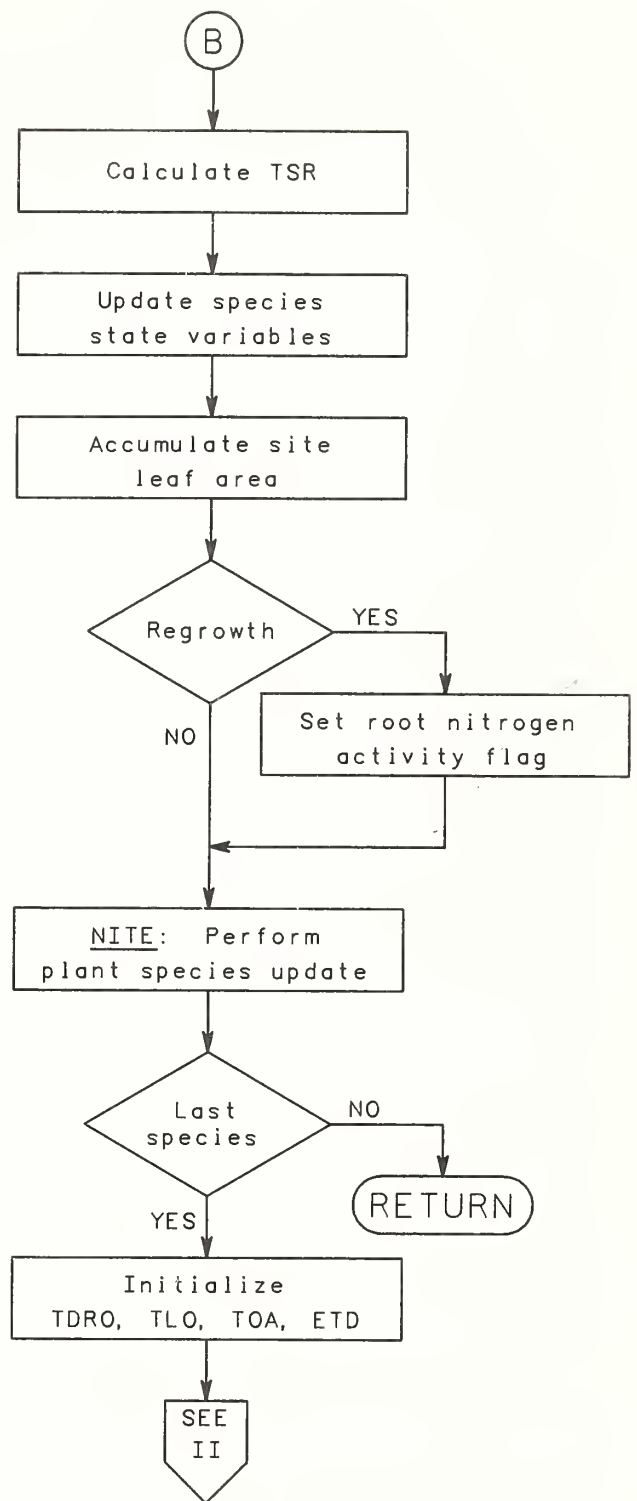 B
Calculate TSR
Update species
state variables
Accumulate site
leaf area
Regrowth
YES
NO
Set root nitrogen
activity flag
NITE: Perform
plant species update
Last
species
NO
RETURN
YES
Initialize
TDRO, TLO, TOA, ETD
SEE
II